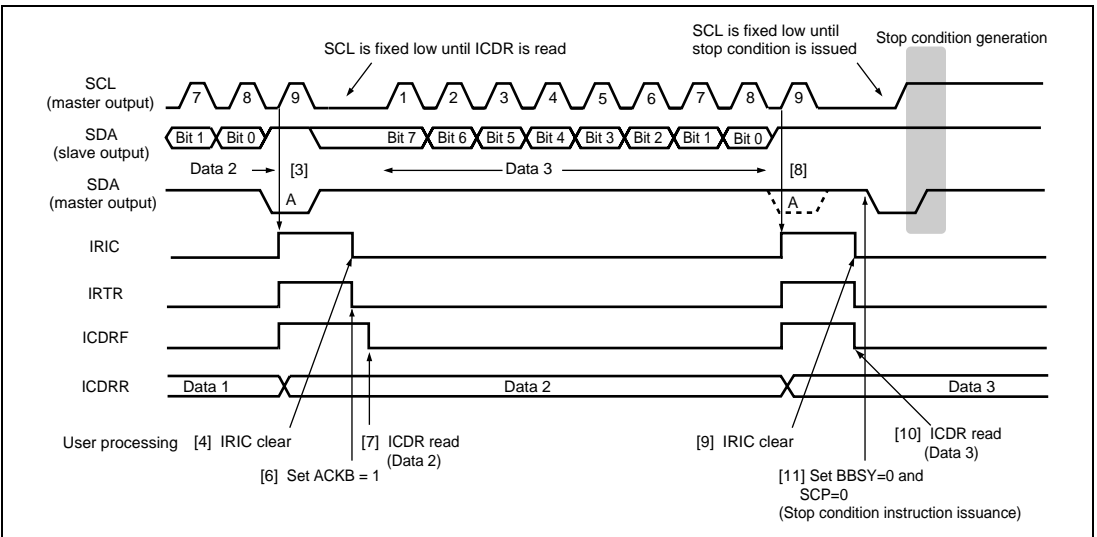 SCL is fixed low until ICDR is read
SCL is fixed low until
stop condition is issued
Stop condition generation
SCL
(master output)
7 8 9 1 2 3 4 5 6 7 8 9
SDA
(slave output)
Bit 1 Bit 0 Bit 7 Bit 6 Bit 5 Bit 4 Bit 3 Bit 2 Bit 1 Bit 0
Data 2 [3] Data 3 [8]
SDA
(master output)
A A
IRIC
IRTR
ICDRF
ICDRR
Data 1 Data 2 Data 3
User processing
[4] IRIC clear
[7] ICDR read
(Data 2)
[6] Set ACKB = 1
[9] IRIC clear
[10] ICDR read
(Data 3)
[11] Set BBSY=0 and
SCP=0
(Stop condition instruction issuance)